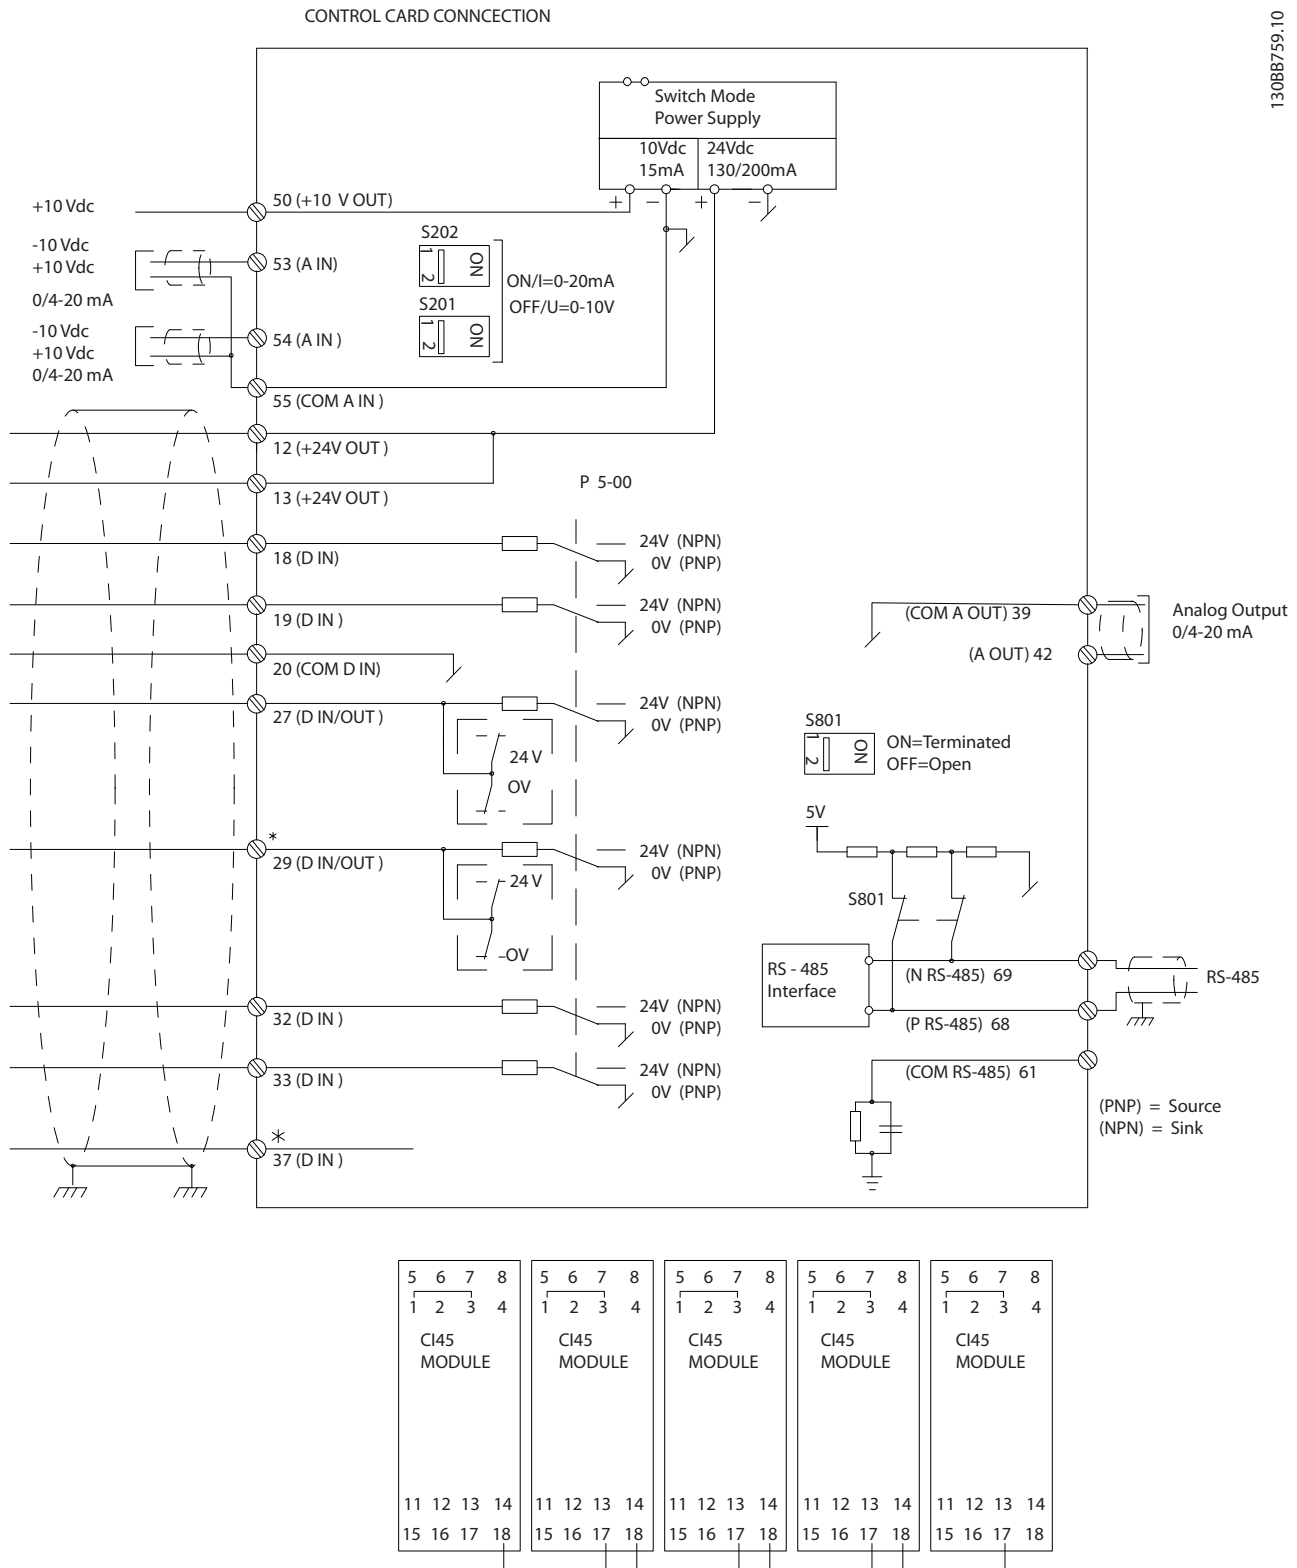 CONTROL CARD CONNCECTION
130BB759.10
Switch Mode
Power Supply
10Vdc
15mA
24Vdc
130/200mA
+ − + −
+10 Vdc
50 (+10 V OUT)
-10 Vdc
+10 Vdc
0/4-20 mA
53 (A IN)
S202
1
2
ON
S201
1
2
ON
ON/I=0-20mA
OFF/U=0-10V
-10 Vdc
+10 Vdc
0/4-20 mA
54 (A IN )
55 (COM A IN )
12 (+24V OUT )
13 (+24V OUT )
P 5-00
18 (D IN)
24V (NPN)
0V (PNP)
19 (D IN )
24V (NPN)
0V (PNP)
20 (COM D IN)
27 (D IN/OUT )
24V (NPN)
0V (PNP)
24 V
OV
*
29 (D IN/OUT )
24V (NPN)
0V (PNP)
24 V
OV
32 (D IN )
24V (NPN)
0V (PNP)
33 (D IN )
24V (NPN)
0V (PNP)
*
37 (D IN )
(COM A OUT) 39
(A OUT) 42
Analog Output
0/4-20 mA
S801
1
2
ON
ON=Terminated
OFF=Open
5V
S801
RS - 485
Interface
(N RS-485) 69
(P RS-485) 68
RS-485
(COM RS-485) 61
(PNP) = Source
(NPN) = Sink
5 6 7 8
1 2 3 4
CI45
MODULE
11 12 13 14
15 16 17 18
5 6 7 8
1 2 3 4
CI45
MODULE
11 12 13 14
15 16 17 18
5 6 7 8
1 2 3 4
CI45
MODULE
11 12 13 14
15 16 17 18
5 6 7 8
1 2 3 4
CI45
MODULE
11 12 13 14
15 16 17 18
5 6 7 8
1 2 3 4
CI45
MODULE
11 12 13 14
15 16 17 18